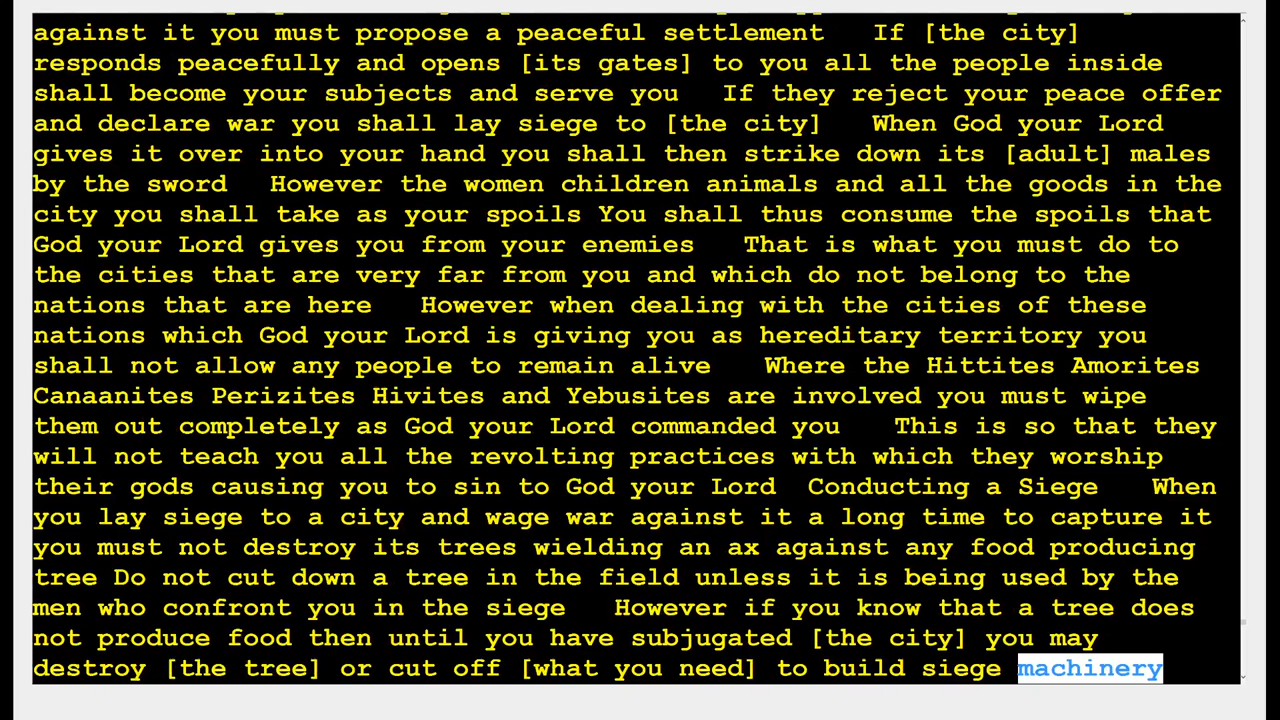 against it you must propose a peaceful settlement If [the city]
responds peacefully and opens [its gates] to you all the people inside
shall become your subjects and serve you If they reject your peace offer
and declare war you shall lay siege to [the city] When God your Lord
gives it over into your hand you shall then strike down its [adult] males
by the sword However the women children animals and all the goods in the
city you shall take as your spoils You shall thus consume the spoils that
God your Lord gives you from your enemies That is what you must do to
the cities that are very far from you and which do not belong to the
nations that are here However when dealing with the cities of these
nations which God your Lord is giving you as hereditary territory you
shall not allow any people to remain alive Where the Hittites Amorites
Canaanites Perizites Hivites and Yebusites are involved you must wipe
them out completely as God your Lord commanded you This is so that they
will not teach you all the revolting practices with which they worship
their gods causing you to sin to God your Lord Conducting a Siege When
you lay siege to a city and wage war against it a long time to capture it
you must not destroy its trees wielding an ax against any food producing
tree Do not cut down a tree in the field unless it is being used by the
men who confront you in the siege However if you know that a tree does
not produce food then until you have subjugated [the city] you may
destroy [the tree] or cut off [what you need] to build siege machinery